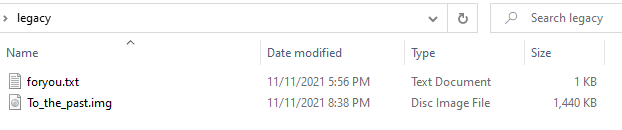 legacy
Search legacy
Name Date modified Type Size
foryou.txt 11/11/2021 5:56 PM Text Document 1 KB
To_the_past.img 11/11/2021 8:38 PM Disc Image File 1,440 KB